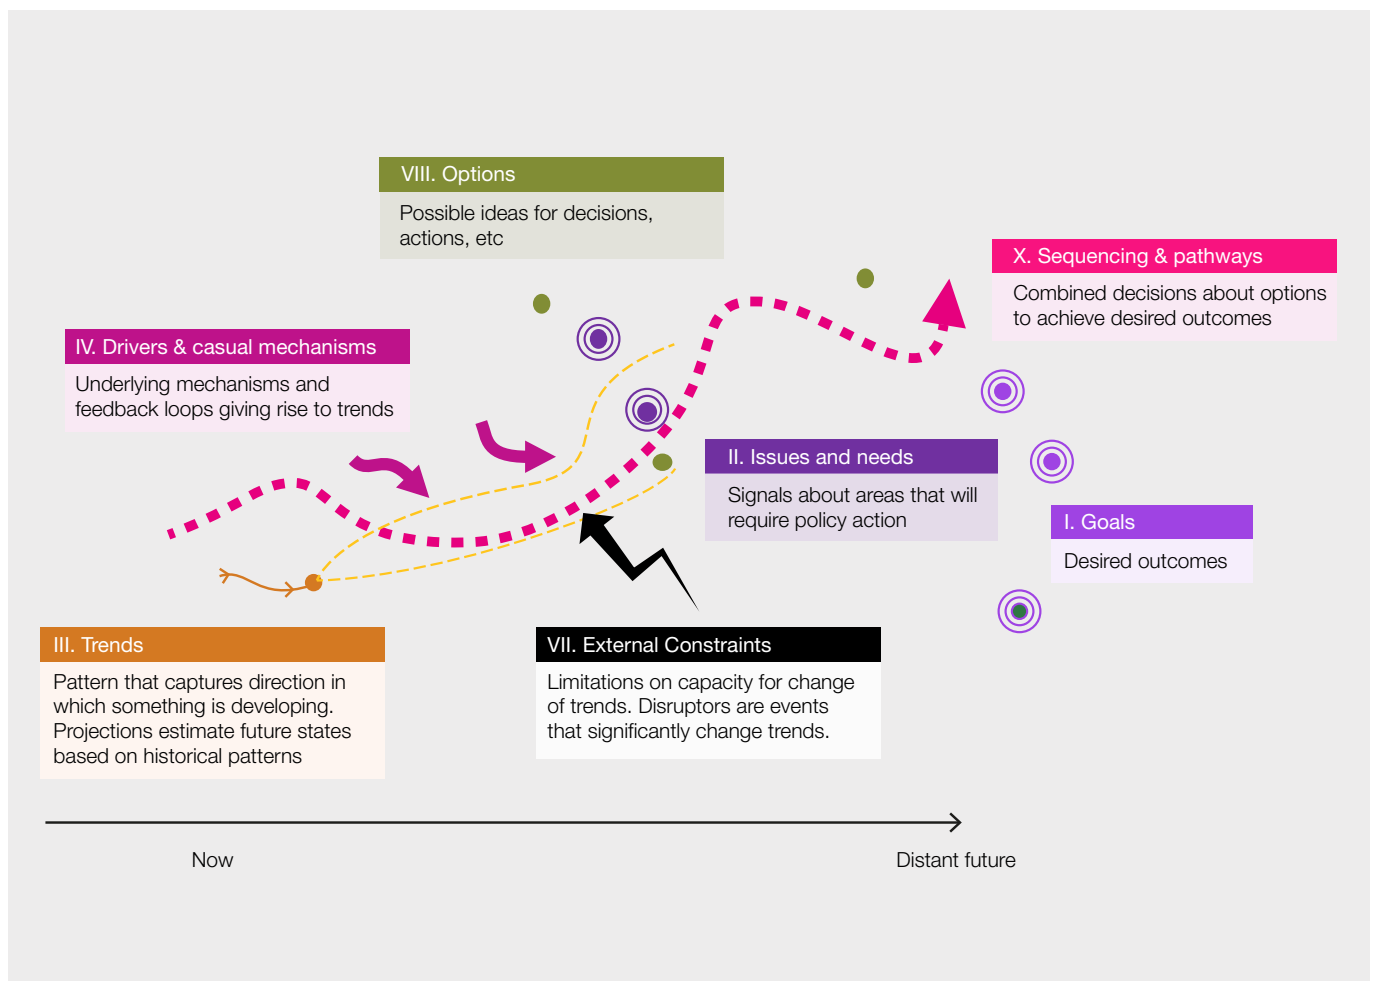 VIII. Options
Possible ideas for decisions,
actions, etc
X. Sequencing & pathways
Combined decisions about options
to achieve desired outcomes
IV. Drivers & casual mechanisms
Underlying mechanisms and
feedback loops giving rise to trends
II. Issues and needs
Signals about areas that will
require policy action
I. Goals
Desired outcomes
III. Trends
Pattern that captures direction in
which something is developing.
Projections estimate future states
based on historical patterns
VII. External Constraints
Limitations on capacity for change
of trends. Disruptors are events
that significantly change trends.
Now
Distant future